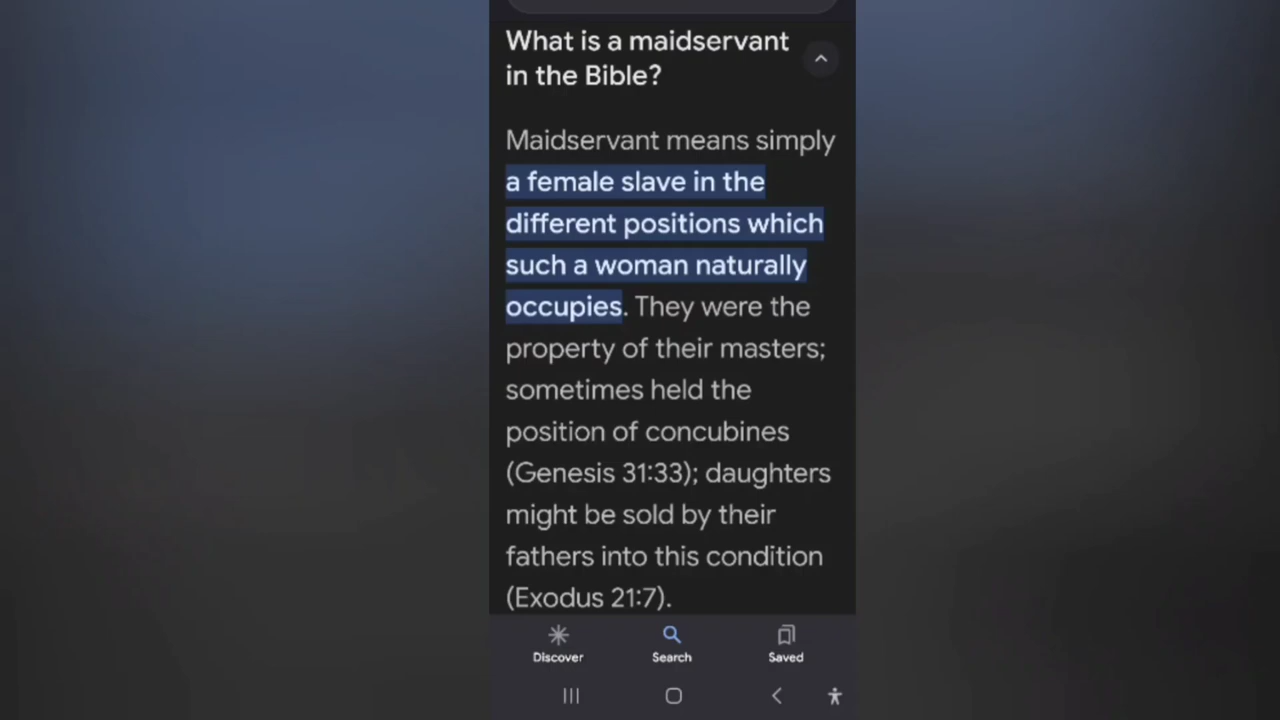 What is a maidservant
in the Bible?
Maidservant means simply
a female slave in the
different positions which
such a woman naturally
occupies. They were the
property of their masters;
sometimes held the
position of concubines
(Genesis 31:33); daughters
might be sold by their
fathers into this condition
(Exodus 21:7).
Discover Search Saved